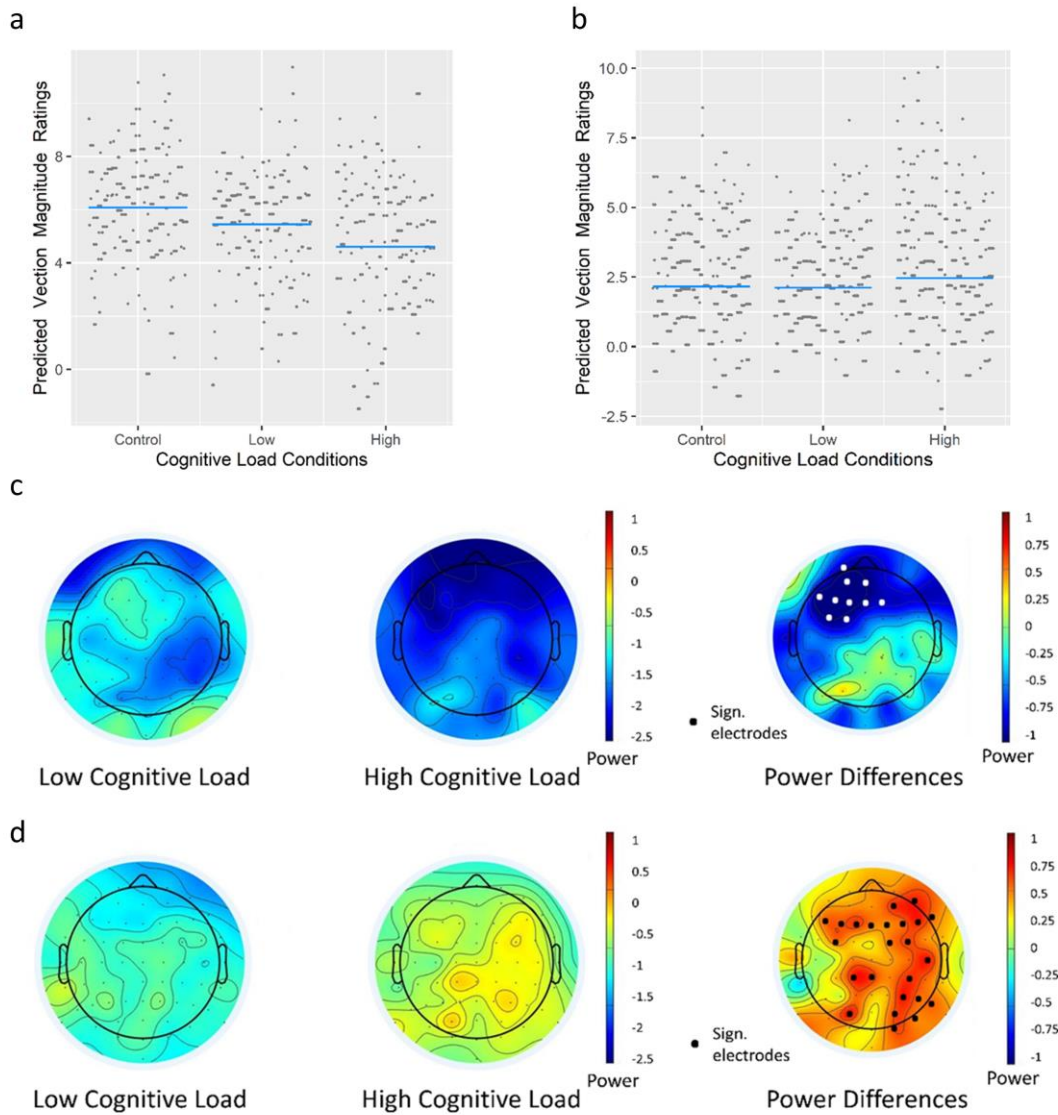 a
b
Predicted Vection Magnitude Ratings
8
4
0
Control
Low
High
Cognitive Load Conditions
Predicted Vection Magnitude Ratings
10.0
7.5
5.0
2.5
0.0
-2.5
Control
Low
High
Cognitive Load Conditions
c
1
0.5
0
-0.5
-1
-1.5
-2
-2.5
Power
1
0.75
0.5
0.25
0
-0.25
-0.5
-0.75
-1
Power
Sign.
electrodes
Low Cognitive Load
High Cognitive Load
Power Differences
d
1
0.5
0
-0.5
-1
-1.5
-2
-2.5
Power
1
0.75
0.5
0.25
0
-0.25
-0.5
-0.75
-1
Power
Sign.
electrodes
Low Cognitive Load
High Cognitive Load
Power Differences